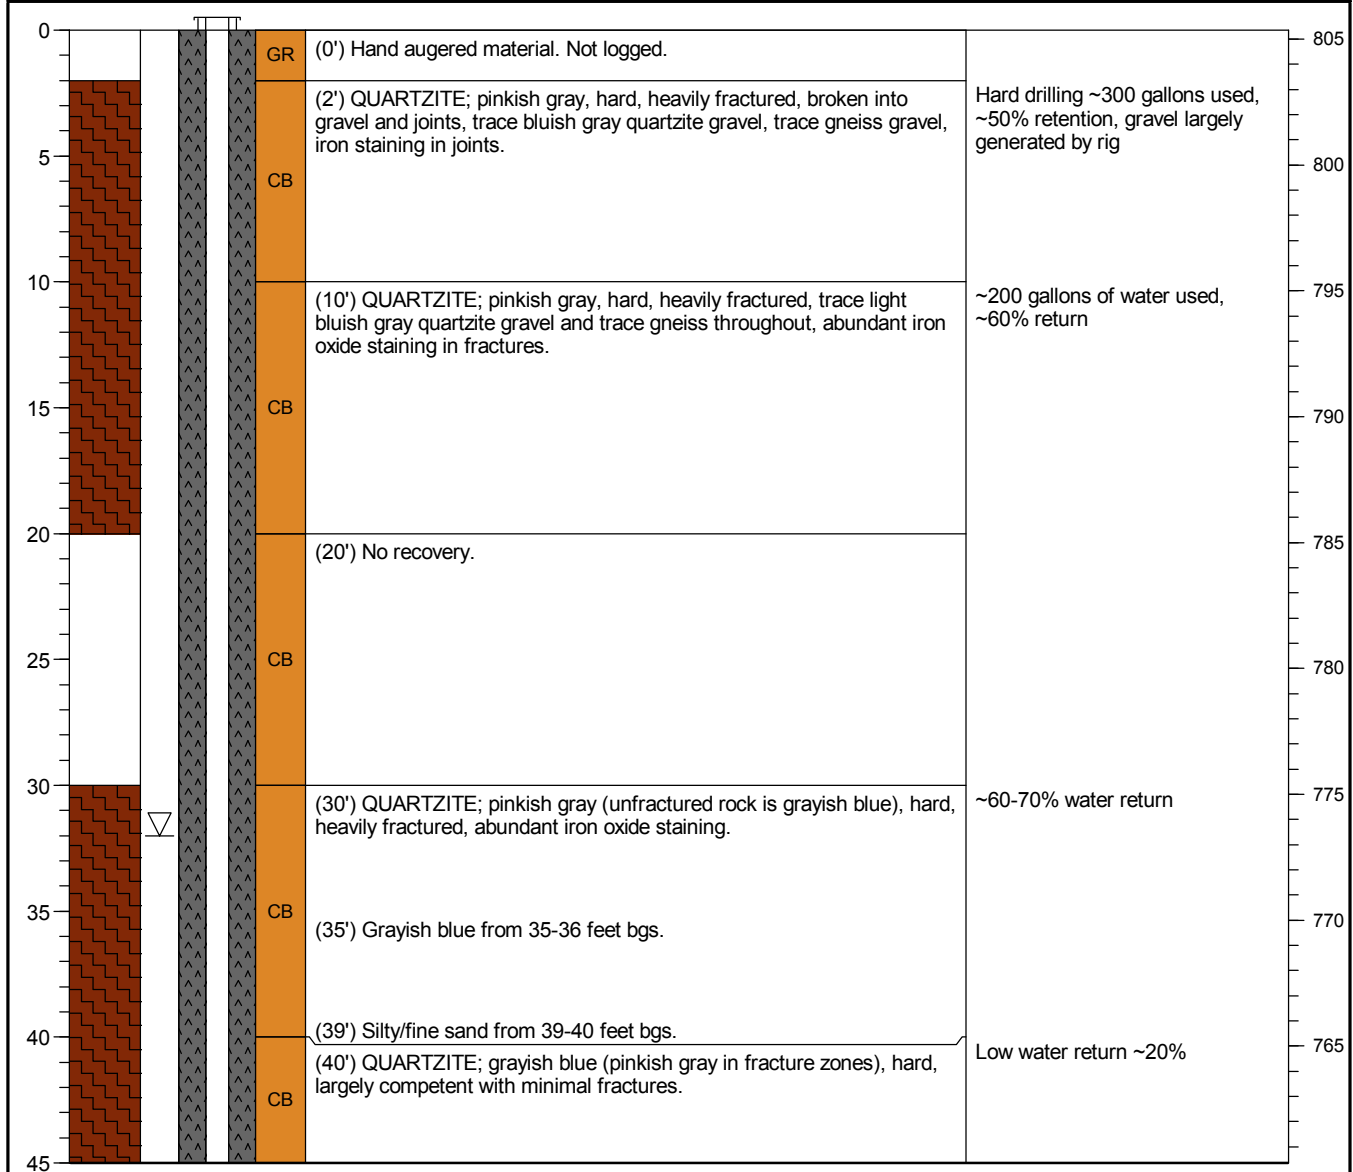 0
GR
(0') Hand augered material. Not logged.
805
(2') QUARTZITE; pinkish gray, hard, heavily fractured, broken into
gravel and joints, trace bluish gray quartzite gravel, trace gneiss gravel,
iron staining in joints.
Hard drilling ~300 gallons used,
~50% retention, gravel largely
generated by rig
5
CB
800
10
(10') QUARTZITE; pinkish gray, hard, heavily fractured, trace light
bluish gray quartzite gravel and trace gneiss throughout, abundant iron
oxide staining in fractures.
~200 gallons of water used,
~60% return
795
15
CB
790
20
(20') No recovery.
785
25
CB
780
30
(30') QUARTZITE; pinkish gray (unfractured rock is grayish blue), hard,
heavily fractured, abundant iron oxide staining.
~60-70% water return
775
35
CB
(35') Grayish blue from 35-36 feet bgs.
770
(39') Silty/fine sand from 39-40 feet bgs.
40
(40') QUARTZITE; grayish blue (pinkish gray in fracture zones), hard,
largely competent with minimal fractures.
Low water return ~20%
765
CB
45